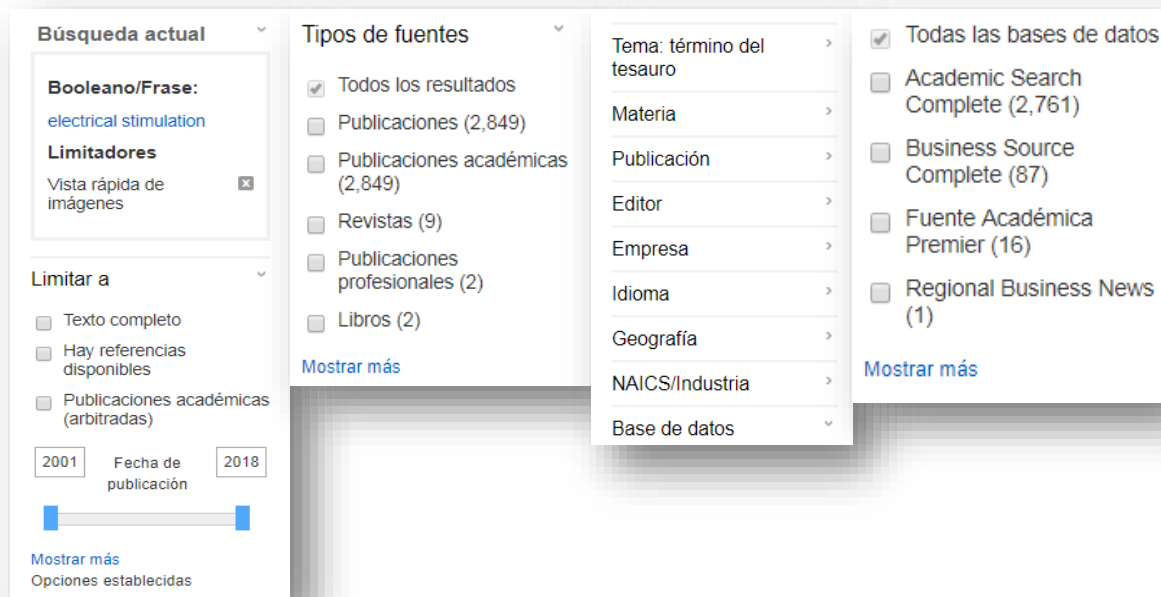 Búsqueda actual
Booleano/Frase:
electrical stimulation
Limitadores
Vista rápida de
imágenes
Limitar a
Texto completo
Hay referencias
disponibles
Publicaciones académicas
(arbitradas)
2001
Fecha de
publicación
2018
Mostrar más
Opciones establecidas
Tipos de fuentes
Todos los resultados
Publicaciones (2,849)
Publicaciones académicas
(2,849)
Revistas (9)
Publicaciones
profesionales (2)
Libros (2)
Mostrar más
Tema: término del
tesauro
Materia
Publicación
Editor
Empresa
Idioma
Geografía
NAICS/Industria
Base de datos
Todas las bases de datos
Academic Search
Complete (2,761)
Business Source
Complete (87)
Fuente Académica
Premier (16)
Regional Business News
(1)
Mostrar más